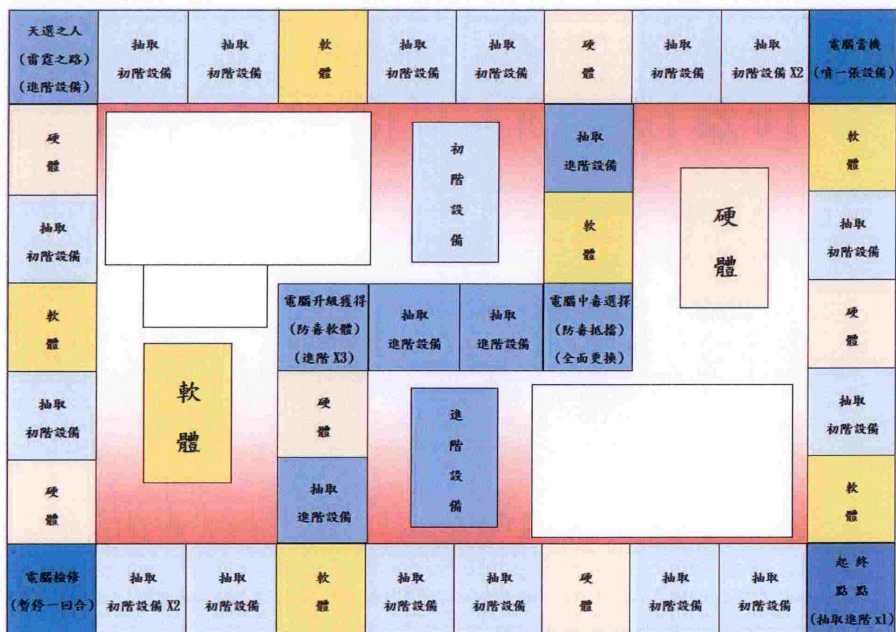 天選之人
(雷霆之路)
(進階設備)
抽取
初階設備
抽取
初階設備
軟
體
抽取
初階設備
抽取
初階設備
硬
體
抽取
初階設備
抽取
初階設備 X2
電腦當機
(噴一張設備)
硬
體
抽取
初階設備
軟
體
抽取
初階設備
硬
體
初
階
設
備
抽取
進階設備
軟
體
硬
體
電腦升級獲得
(防毒軟體)
(進階 X3)
抽取
進階設備
抽取
進階設備
電腦中毒選擇
(防毒抵擋)
(全面更換)
軟
體
硬
體
抽取
進階設備
進
階
設
備
軟
體
抽取
初階設備
硬
體
抽取
初階設備
軟
體
電腦檢修
(暫停一回合)
抽取
初階設備 X2
抽取
初階設備
軟
體
抽取
初階設備
抽取
初階設備
硬
體
抽取
初階設備
抽取
初階設備
起 終
點 點
(抽取進階 x1)